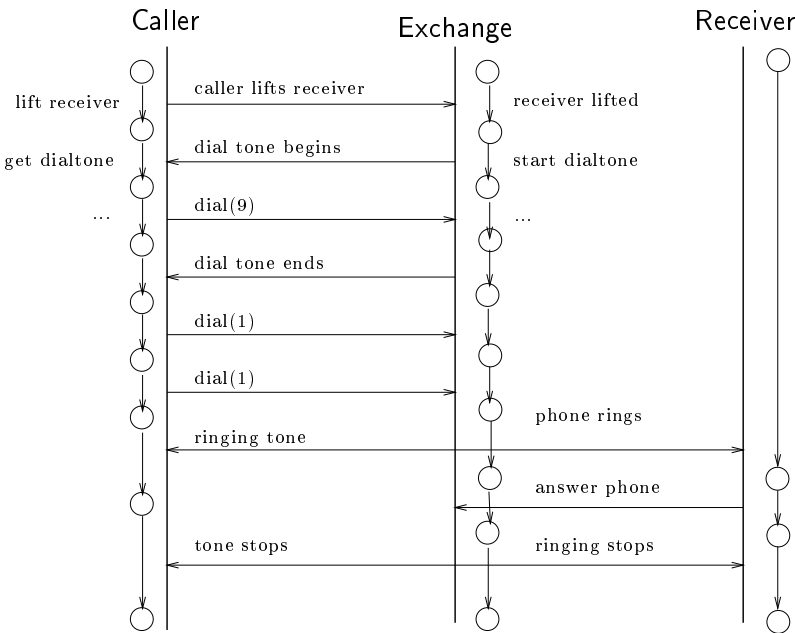 Caller
Exchange
Receiver
caller lifts receiver
lift receiver
receiver lifted
dial tone begins
get dialtone
start dialtone
dial(9)
...
...
dial tone ends
dial(1)
dial(1)
phone rings
ringing tone
answer phone
tone stops
ringing stops